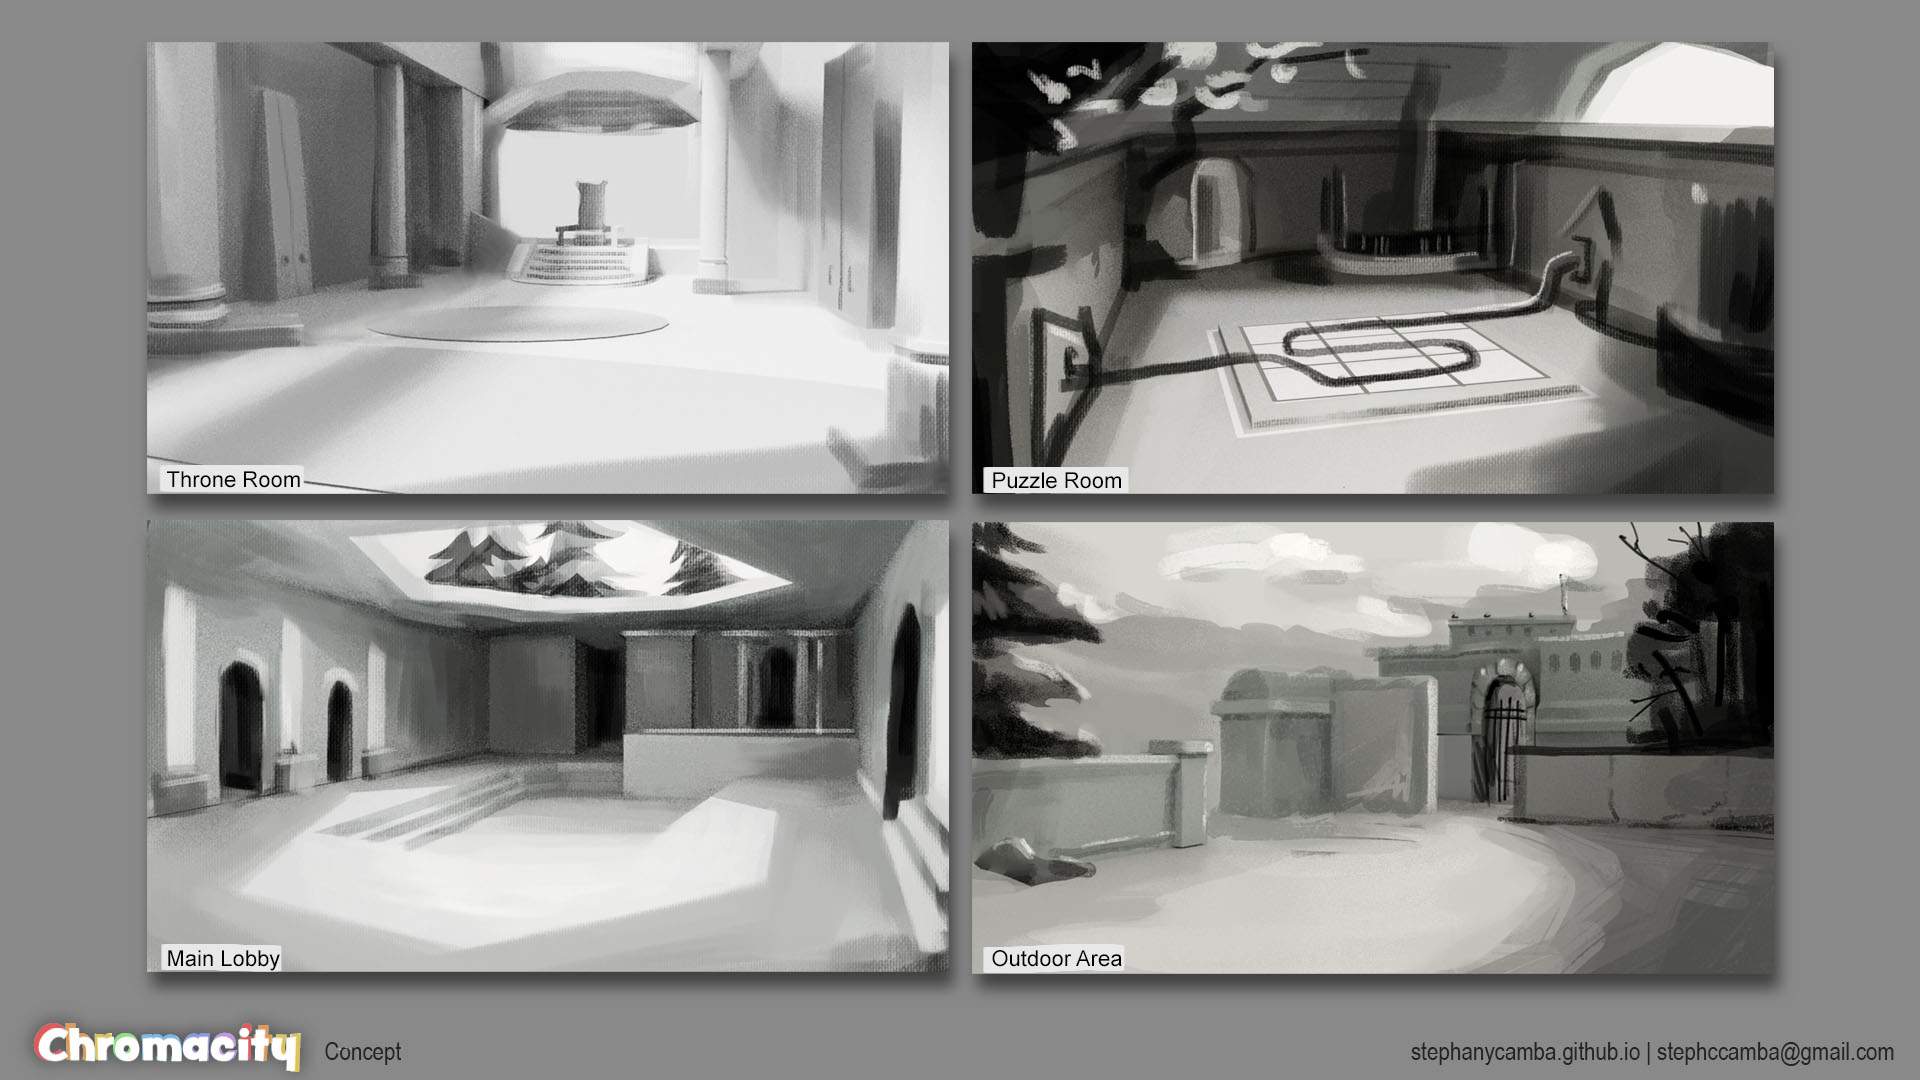 Throne Room
Puzzle Room
Main Lobby
Outdoor Area
Chromacity
Concept
stephanycamba.github.io | stephccamba@gmail.com